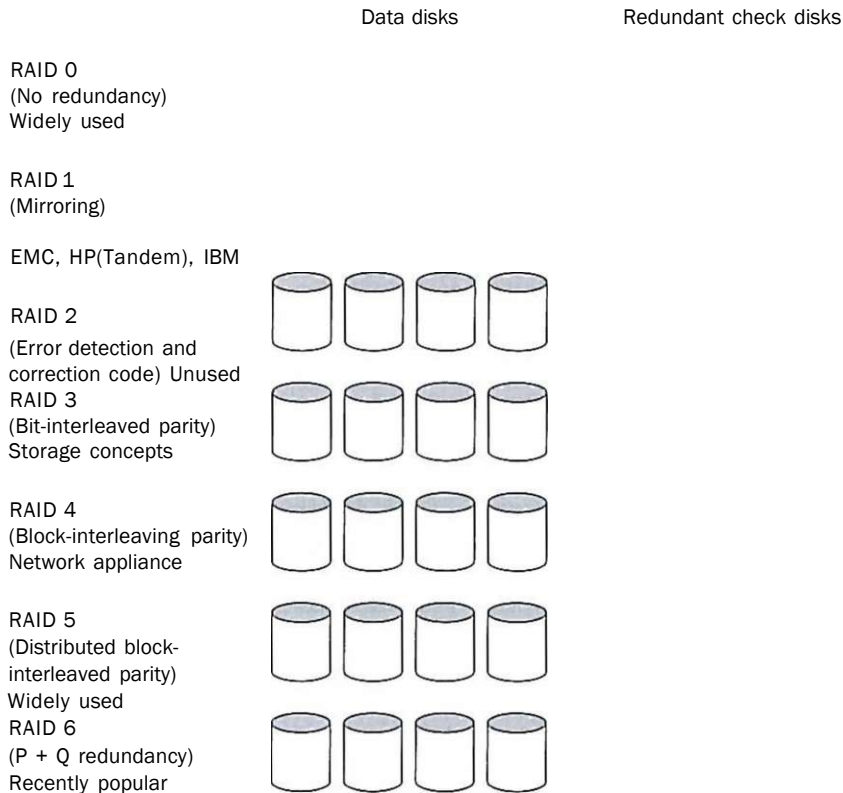 Data disks Redundant check disks
RAID 0
(No redundancy)
Widely used
RAID 1
(Mirroring)
EMC, HP(Tandem), IBM
RAID 2
(Error detection and
correction code) Unused
RAID 3
(Bit-interleaved parity)
Storage concepts
RAID 4
(Block-interleaving parity)
Network appliance
RAID 5
(Distributed block-
interleaved parity)
Widely used
RAID 6
(P + Q redundancy)
Recently popular